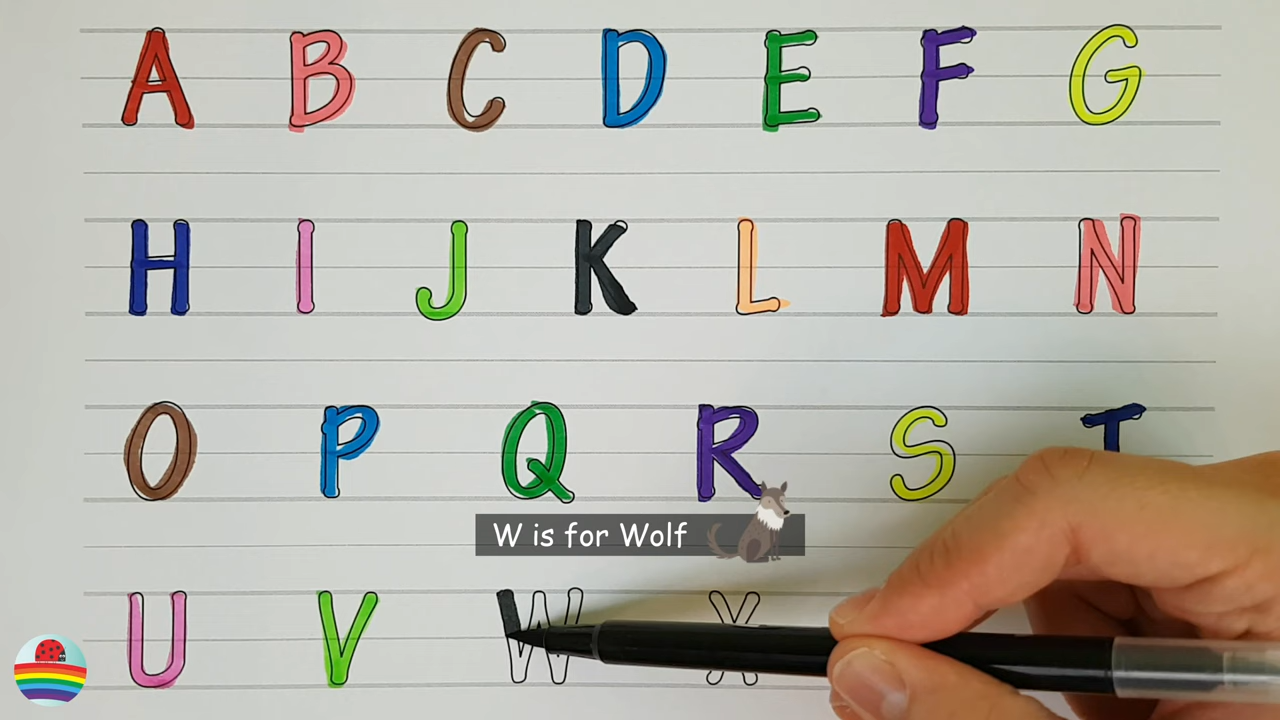 A B C D E F G
H I J K L M N
O P Q R S T
W is for Wolf
U V W X